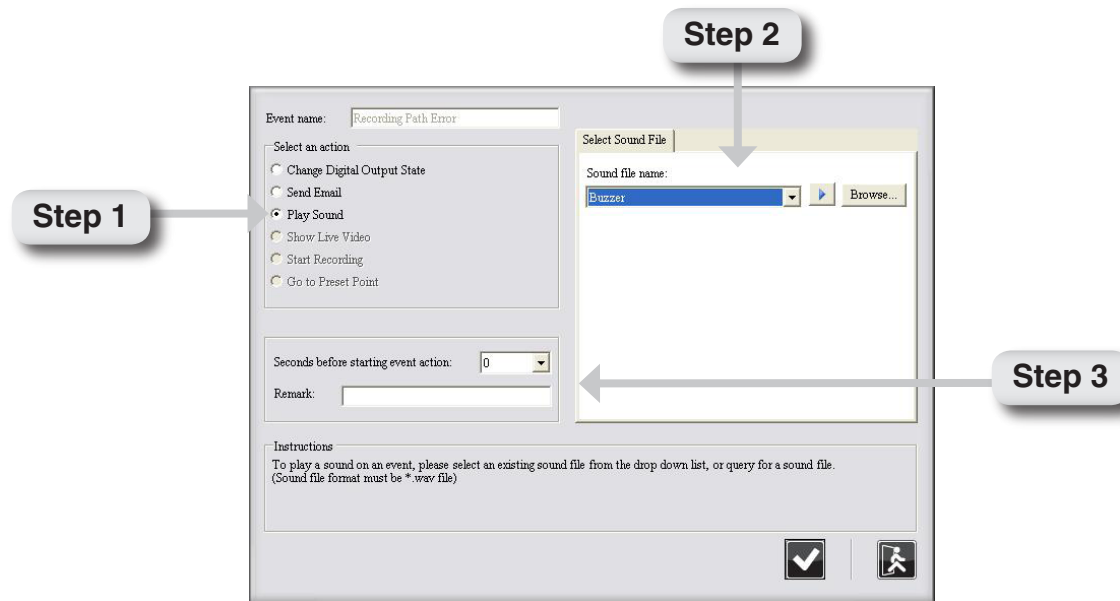 Step 2
Event name: Recording Path Error
Select an action
Change Digital Output State
Send Email
Play Sound
Show Live Video
Start Recording
Go to Preset Point
Step 1
Select Sound File
Sound file name:
Buzzer
Browse...
Seconds before starting event action: 0
Remark:
Step 3
Instructions
To play a sound on an event, please select an existing sound file from the drop down list, or query for a sound file.
(Sound file format must be *.wav file)